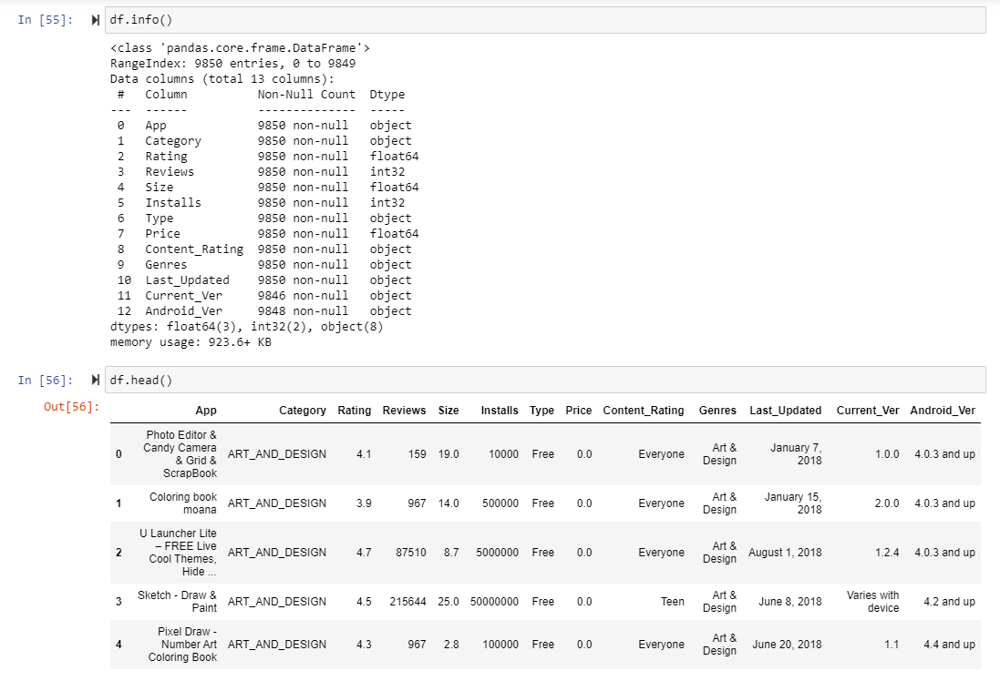 In [55]: df.info()
<class 'pandas.core.frame.DataFrame'>
RangeIndex: 9850 entries, 0 to 9849
Data columns (total 13 columns):
#   Column          Non-Null Count  Dtype
---  ------          --------------  -----
0   App             9850 non-null   object
1   Category        9850 non-null   object
2   Rating          9850 non-null   float64
3   Reviews         9850 non-null   int32
4   Size            9850 non-null   float64
5   Installs        9850 non-null   int32
6   Type            9850 non-null   object
7   Price           9850 non-null   float64
8   Content_Rating  9850 non-null   object
9   Genres          9850 non-null   object
10  Last_Updated    9850 non-null   object
11  Current_Ver     9846 non-null   object
12  Android_Ver     9848 non-null   object
dtypes: float64(3), int32(2), object(8)
memory usage: 923.6+ KB
In [56]: df.head()
Out[56]:
App Category Rating Reviews Size Installs Type Price Content_Rating Genres Last_Updated Current_Ver Android_Ver
Photo Editor &
Candy Camera
& Grid &
ScrapBook
0 ART_AND_DESIGN 4.1 159 19.0 10000 Free 0.0 Everyone
Art &
Design
January 7,
2018
1.0.0 4.0.3 and up
1
Coloring book
moana
ART_AND_DESIGN 3.9 967 14.0 500000 Free 0.0 Everyone
Art &
Design
January 15,
2018
2.0.0 4.0.3 and up
2
U Launcher Lite
– FREE Live
Cool Themes,
Hide ...
ART_AND_DESIGN 4.7 87510 8.7 5000000 Free 0.0 Everyone
Art &
Design
August 1, 2018 1.2.4 4.0.3 and up
3
Sketch - Draw &
Paint
ART_AND_DESIGN 4.5 215644 25.0 50000000 Free 0.0 Teen
Art &
Design
June 8, 2018
Varies with
device
4.2 and up
4
Pixel Draw -
Number Art
Coloring Book
ART_AND_DESIGN 4.3 967 2.8 100000 Free 0.0 Everyone
Art &
Design
June 20, 2018 1.1 4.4 and up